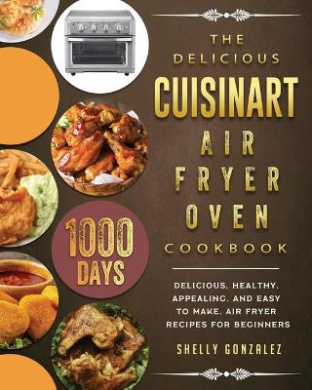 THE
DELICIOUS
CUISINART
AIR
FRYER
OVEN
COOKBOOK
1000
DAYS
DELICIOUS, HEALTHY,
APPEALING, AND EASY
TO MAKE, AIR FRYER
RECIPES FOR BEGINNERS
SHELLY GONZALEZ